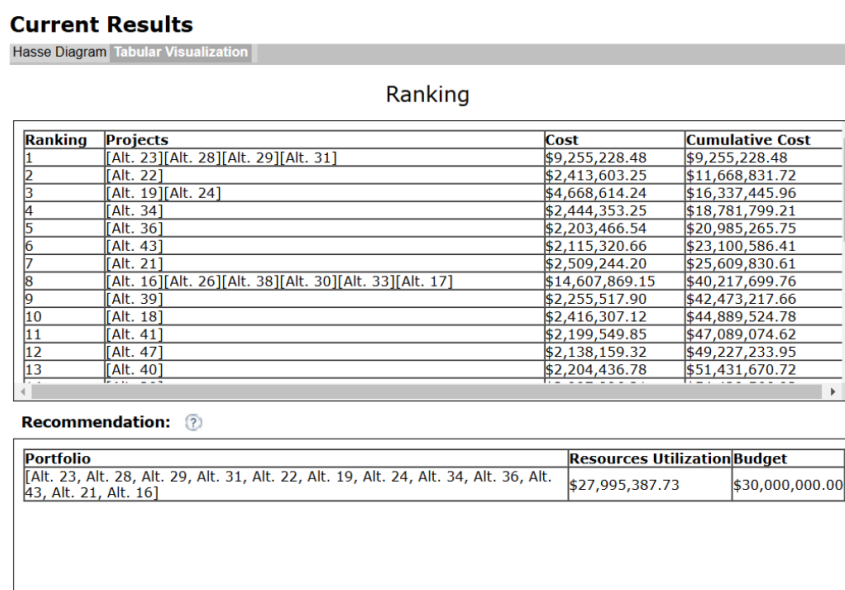 Current Results
Hasse Diagram Tabular Visualization
Ranking
Ranking Projects Cost Cumulative Cost
1 [Alt. 23][Alt. 28][Alt. 29][Alt. 31] $9,255,228.48 $9,255,228.48
2 [Alt. 22] $2,413,603.25 $11,668,831.72
3 [Alt. 19][Alt. 24] $4,668,614.24 $16,337,445.96
4 [Alt. 34] $2,444,353.25 $18,781,799.21
5 [Alt. 36] $2,203,466.54 $20,985,265.75
6 [Alt. 43] $2,115,320.66 $23,100,586.41
7 [Alt. 21] $2,509,244.20 $25,609,830.61
8 [Alt. 16][Alt. 26][Alt. 38][Alt. 30][Alt. 33][Alt. 17] $14,607,869.15 $40,217,699.76
9 [Alt. 39] $2,255,517.90 $42,473,217.66
10 [Alt. 18] $2,416,307.12 $44,889,524.78
11 [Alt. 41] $2,199,549.85 $47,089,074.62
12 [Alt. 47] $2,138,159.32 $49,227,233.95
13 [Alt. 40] $2,204,436.78 $51,431,670.72
Recommendation: ?
Portfolio Resources Utilization Budget
[Alt. 23, Alt. 28, Alt. 29, Alt. 31, Alt. 22, Alt. 19, Alt. 24, Alt. 34, Alt. 36, Alt.
43, Alt. 21, Alt. 16] $27,995,387.73 $30,000,000.00